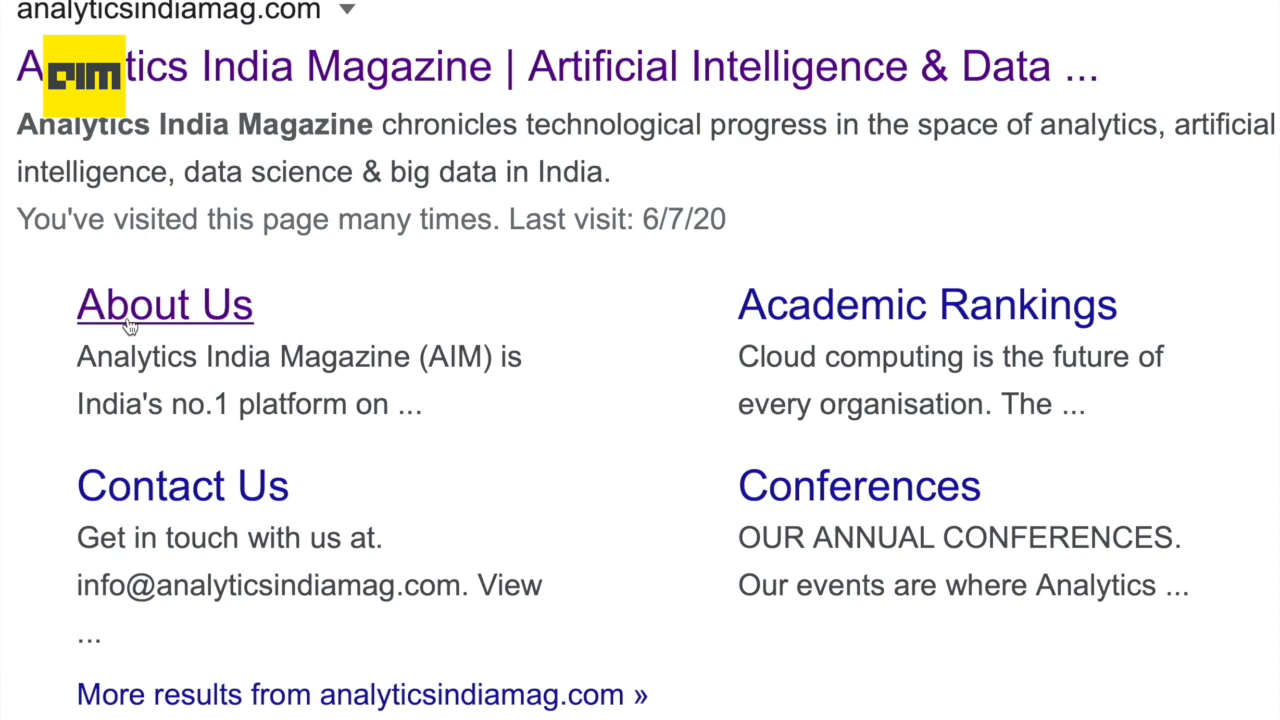 analyticsindiamag.com
AIM
A tics India Magazine | Artificial Intelligence & Data ...
Analytics India Magazine chronicles technological progress in the space of analytics, artificial
intelligence, data science & big data in India.
You've visited this page many times. Last visit: 6/7/20
About Us
Analytics India Magazine (AIM) is
India's no.1 platform on ...
Academic Rankings
Cloud computing is the future of
every organisation. The ...
Contact Us
Get in touch with us at.
info@analyticsindiamag.com. View
...
Conferences
OUR ANNUAL CONFERENCES.
Our events are where Analytics ...
More results from analyticsindiamag.com »